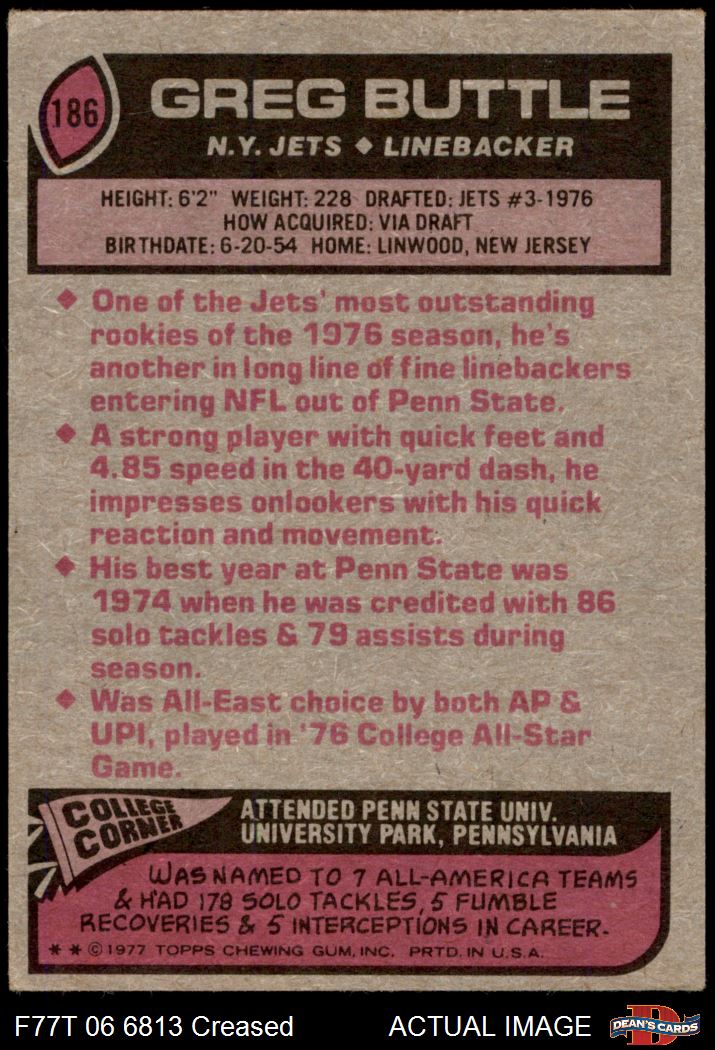 186
GREG BUTTLE
N.Y. JETS ♦ LINEBACKER
HEIGHT: 6'2" WEIGHT: 228 DRAFTED: JETS #3-1976
HOW ACQUIRED: VIA DRAFT
BIRTHDATE: 6-20-54 HOME: LINWOOD, NEW JERSEY
♦ One of the Jets' most outstanding
rookies of the 1976 season, he's
another in long line of fine linebackers
entering NFL out of Penn State.
♦ A strong player with quick feet and
4.85 speed in the 40-yard dash, he
impresses onlookers with his quick
reaction and movement.
♦ His best year at Penn State was
1974 when he was credited with 86
solo tackles & 79 assists during
season.
♦ Was All-East choice by both AP &
UPI, played in '76 College All-Star
Game.
COLLEGE
CORNER
ATTENDED PENN STATE UNIV.
UNIVERSITY PARK, PENNSYLVANIA
WAS NAMED TO 7 ALL-AMERICA TEAMS
& HAD 178 SOLO TACKLES, 5 FUMBLE
RECOVERIES & 5 INTERCEPTIONS IN CAREER.
* * © 1977 TOPPS CHEWING GUM, INC. PRTD. IN U.S.A.
F77T 06 6813 Creased
ACTUAL IMAGE
DEAN'S CARDS